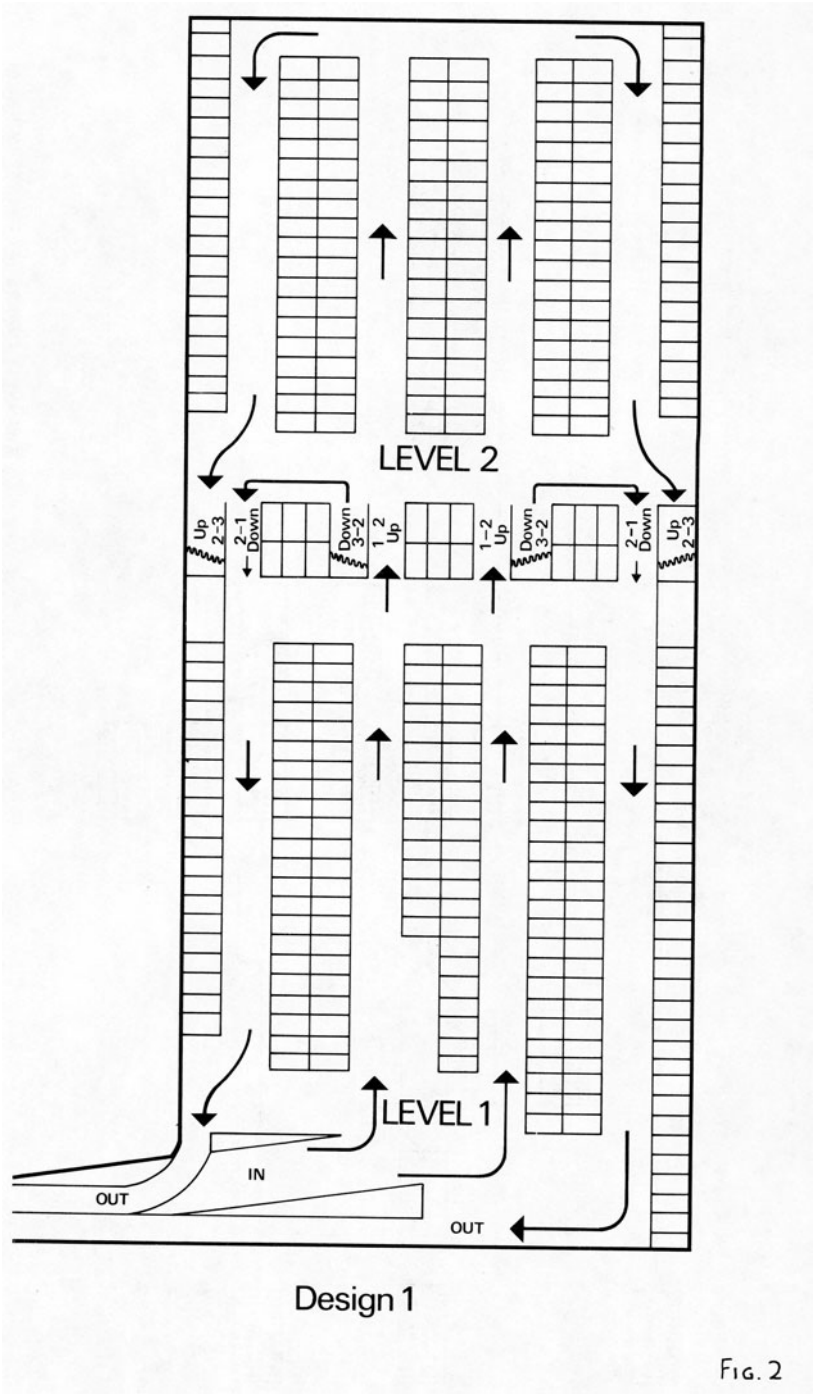 LEVEL 2
Up
2-3
2-1
Down
Down
3-2
1 2
Up
1-2
Up
Down
3-2
2-1
Down
Up
2-3
LEVEL 1
IN
OUT
OUT
Design 1
FIG. 2